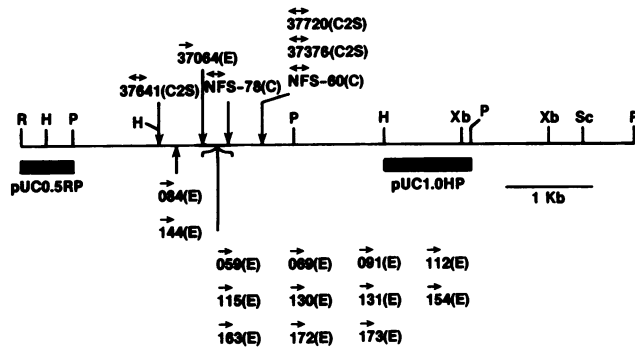 37720(C2S)
37064(E) 37376(C2S)
37641(C2S) NFS-78(C) NFS-60(C)
R H P H P H Xb P Xb Sc R
pUC0.5RP 064(E) pUC1.0HP
144(E) 1 Kb
059(E) 069(E) 091(E) 112(E)
115(E) 130(E) 131(E) 154(E)
163(E) 172(E) 173(E)